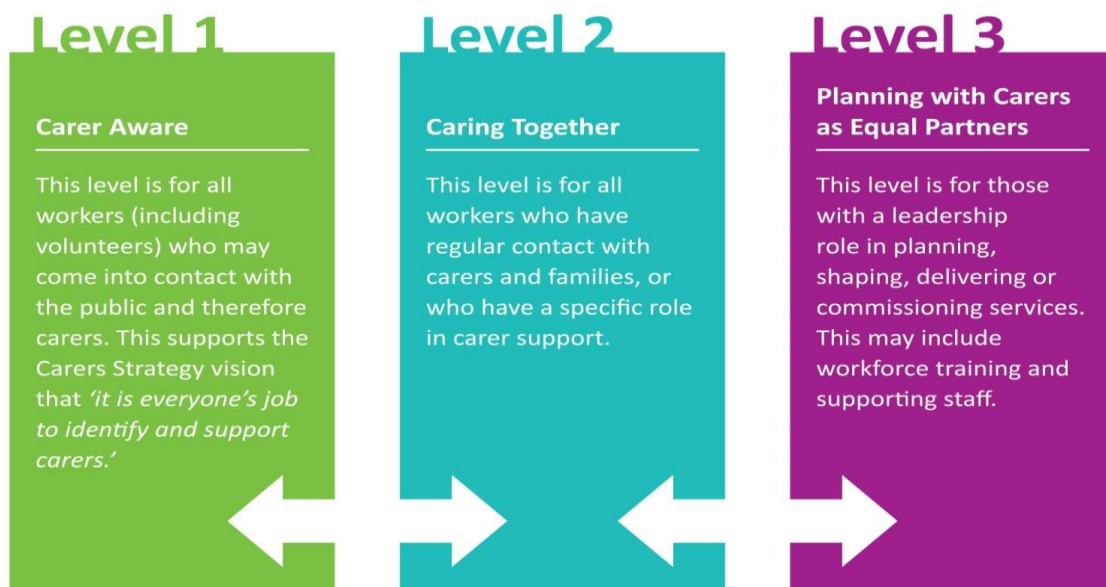 Level 1
Carer Aware
This level is for all
workers (including
volunteers) who may
come into contact with
the public and therefore
carers. This supports the
Carers Strategy vision
that ‘it is everyone’s job
to identify and support
carers.’
Level 2
Caring Together
This level is for all
workers who have
regular contact with
carers and families, or
who have a specific role
in carer support.
Level 3
Planning with Carers
as Equal Partners
This level is for those
with a leadership
role in planning,
shaping, delivering or
commissioning services.
This may include
workforce training and
supporting staff.